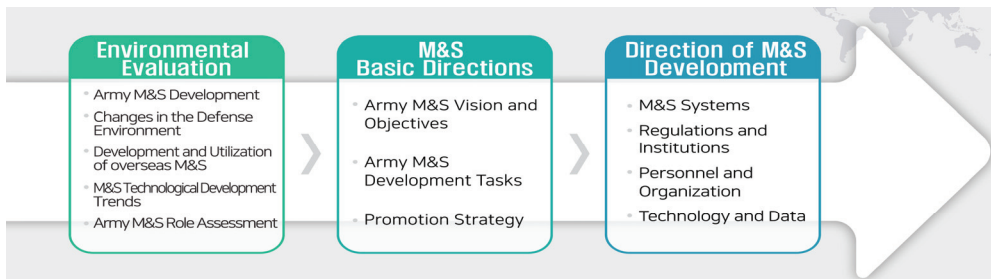 Environmental
Evaluation
• Army M&S Development
• Changes in the Defense
Environment
• Development and Utilization
of overseas M&S
• M&S Technological Development
Trends
• Army M&S Role Assessment
M&S
Basic Directions
• Army M&S Vision and
Objectives
• Army M&S
Development Tasks
• Promotion Strategy
Direction of M&S
Development
• M&S Systems
• Regulations and
Institutions
• Personnel and
Organization
• Technology and Data